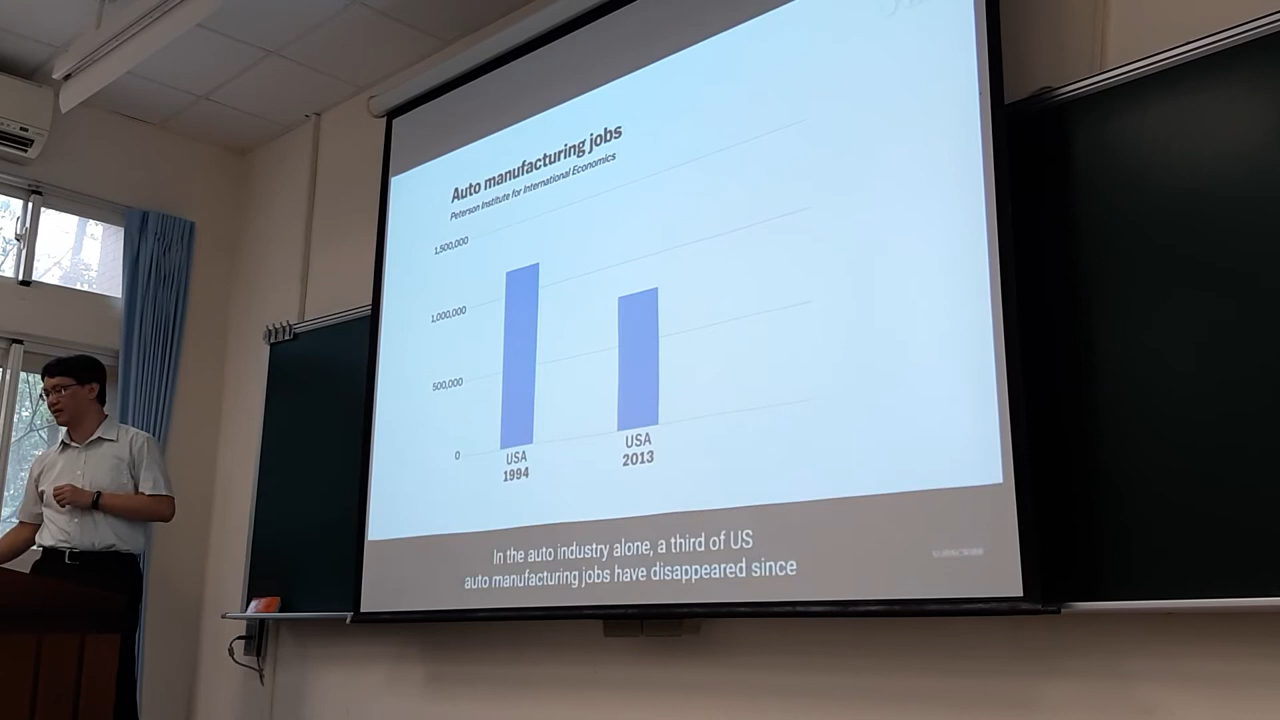 Auto manufacturing jobs
Peterson Institute for International Economics
1,500,000
1,000,000
500,000
0
USA
1994
USA
2013
In the auto industry alone, a third of US
auto manufacturing jobs have disappeared since